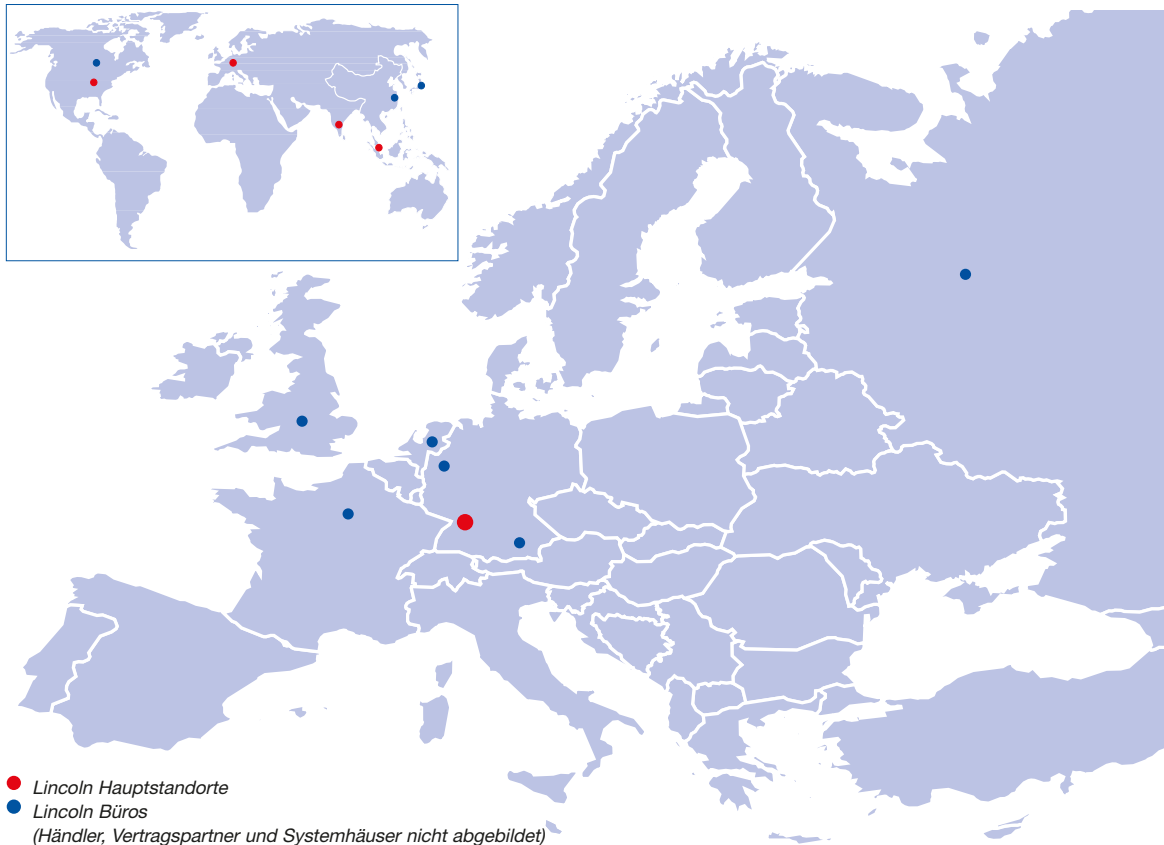 Lincoln Hauptstandorte
Lincoln Büros
(Händler, Vertragspartner und Systemhäuser nicht abgebildet)